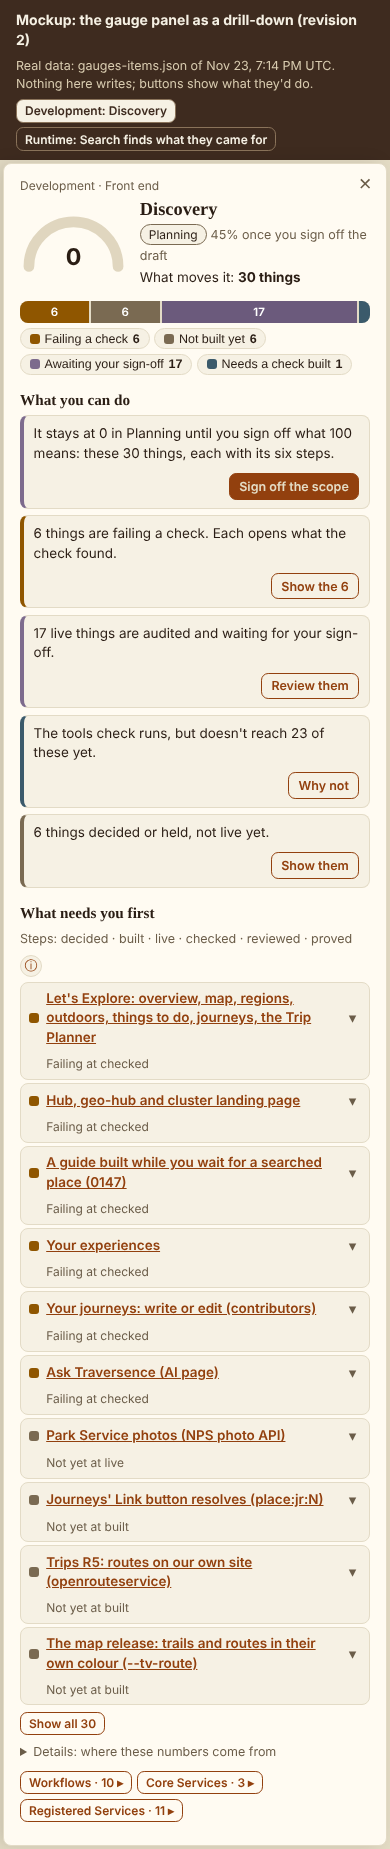 Mockup: the gauge panel as a drill-down (revision
2)
Real data: gauges-items.json of Nov 23, 7:14 PM UTC.
Nothing here writes; buttons show what they'd do.
Development: Discovery
Runtime: Search finds what they came for
Development · Front end
✕
Discovery
0
Planning 45% once you sign off the
draft
What moves it: 30 things
6 6 17
Failing a check 6
Not built yet 6
Awaiting your sign-off 17
Needs a check built 1
What you can do
It stays at 0 in Planning until you sign off what 100
means: these 30 things, each with its six steps.
Sign off the scope
6 things are failing a check. Each opens what the
check found.
Show the 6
17 live things are audited and waiting for your sign-
off.
Review them
The tools check runs, but doesn't reach 23 of
these yet.
Why not
6 things decided or held, not live yet.
Show them
What needs you first
Steps: decided · built · live · checked · reviewed · proved
ⓘ
Let's Explore: overview, map, regions,
outdoors, things to do, journeys, the Trip
Planner
▼
Failing at checked
Hub, geo-hub and cluster landing page ▼
Failing at checked
A guide built while you wait for a searched
place (0147)
▼
Failing at checked
Your experiences ▼
Failing at checked
Your journeys: write or edit (contributors) ▼
Failing at checked
Ask Traversence (AI page) ▼
Failing at checked
Park Service photos (NPS photo API) ▼
Not yet at live
Journeys' Link button resolves (place:jr:N) ▼
Not yet at built
Trips R5: routes on our own site
(openrouteservice)
▼
Not yet at built
The map release: trails and routes in their
own colour (--tv-route)
▼
Not yet at built
Show all 30
▶ Details: where these numbers come from
Workflows · 10 ▸
Core Services · 3 ▸
Registered Services · 11 ▸